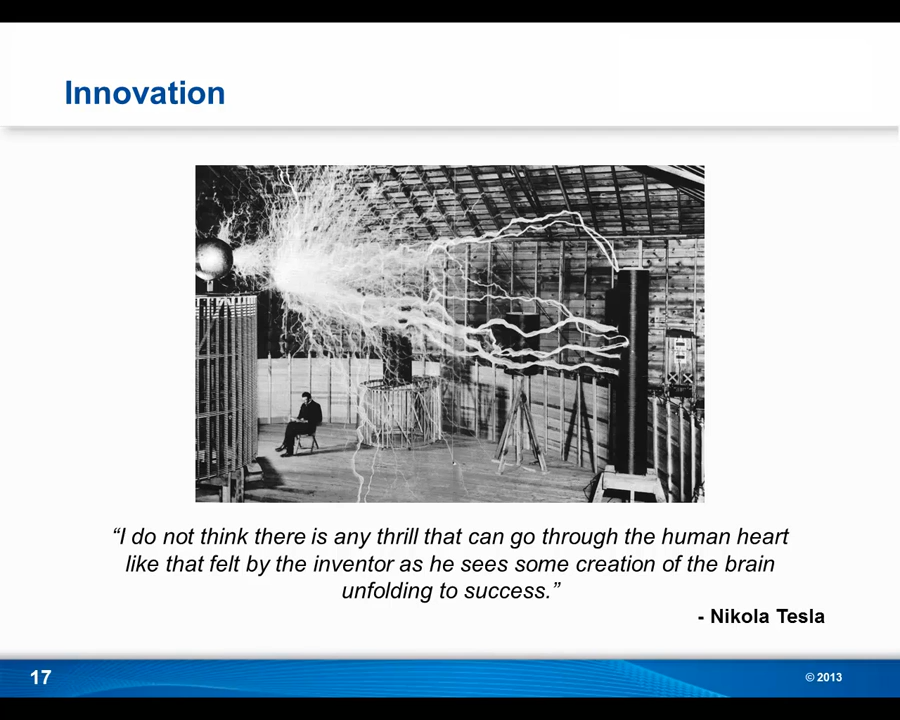 Innovation
“I do not think there is any thrill that can go through the human heart
like that felt by the inventor as he sees some creation of the brain
unfolding to success.”
- Nikola Tesla
17
© 2013